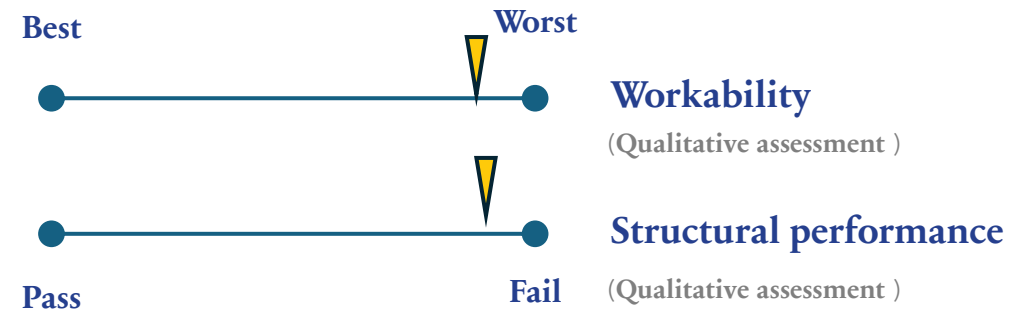 Best
Worst
Workability
(Qualitative assessment )
Structural performance
Pass
Fail
(Qualitative assessment )